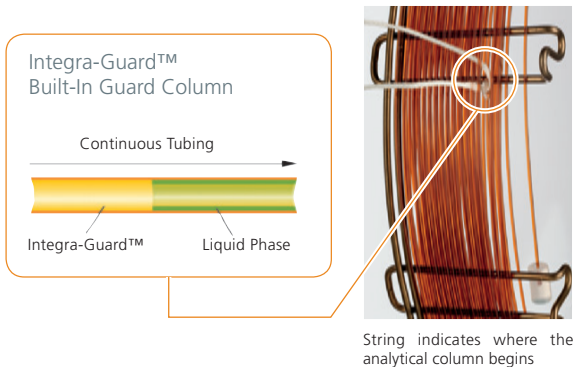 Integra-Guard™
Built-In Guard Column
Continuous Tubing
Integra-Guard™
Liquid Phase
String indicates where the
analytical column begins